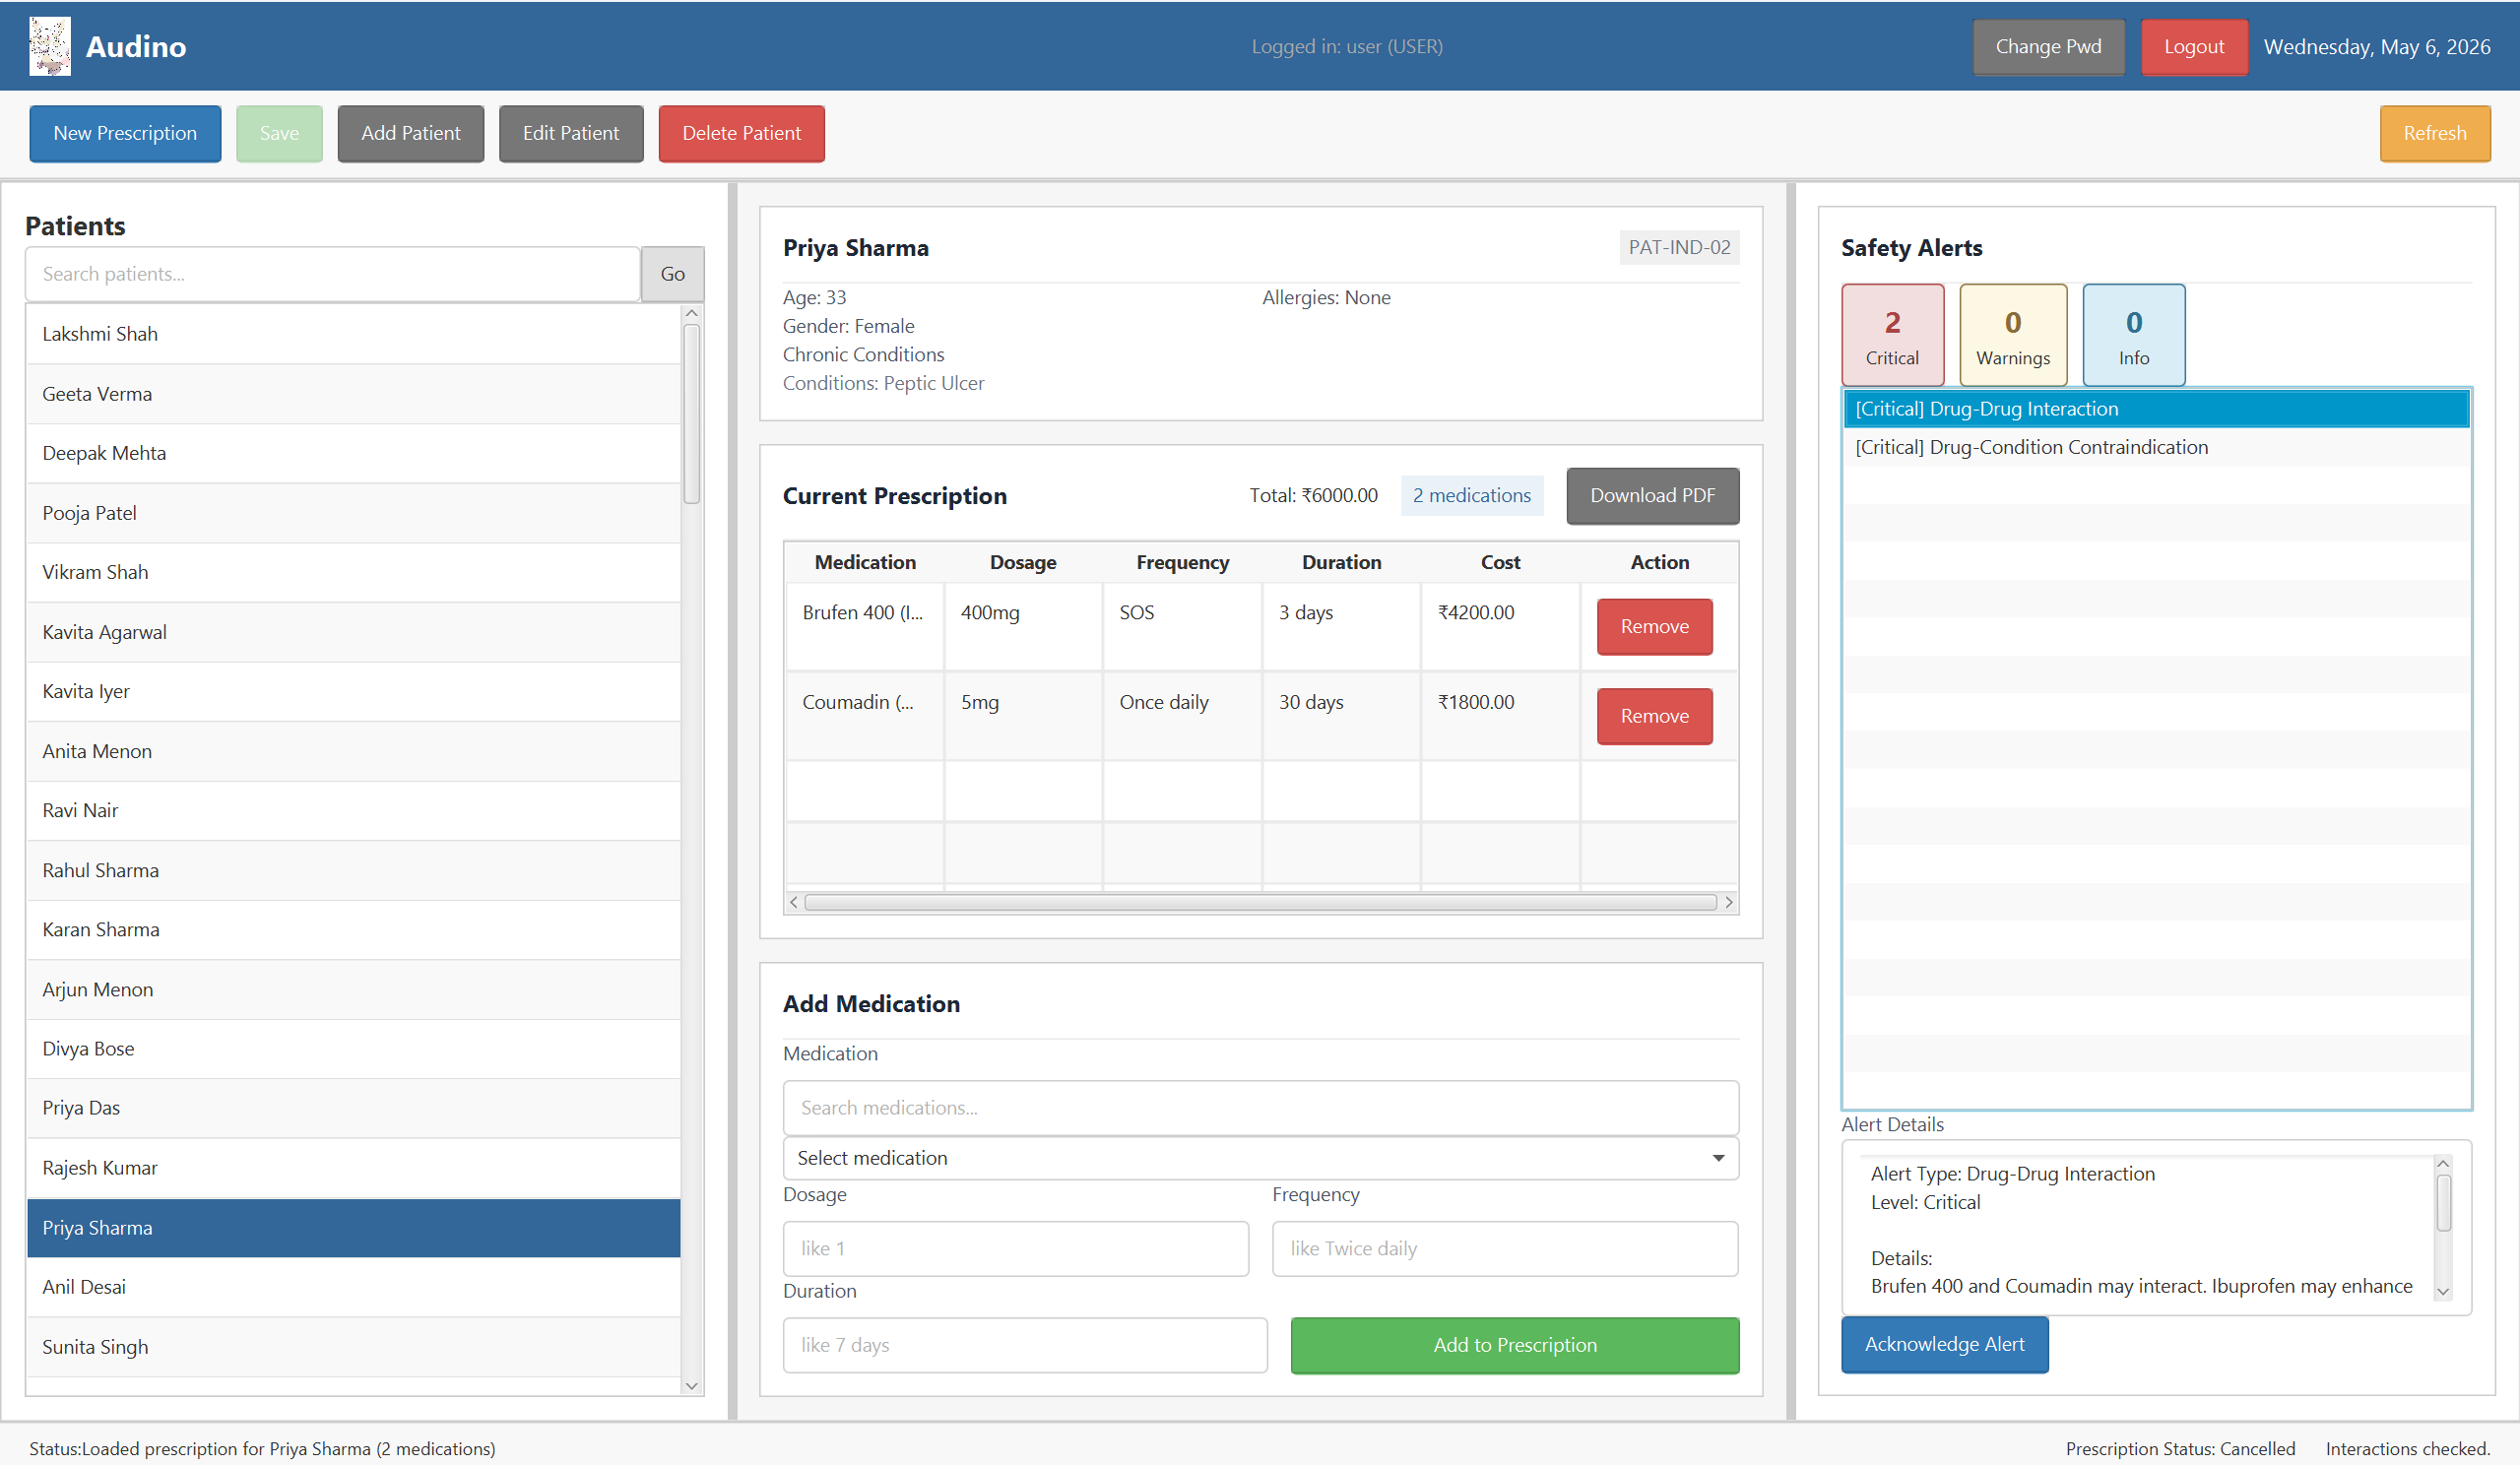 Audino
Logged in: user (USER)
Change Pwd
Logout
Wednesday, May 6, 2026
New Prescription
Save
Add Patient
Edit Patient
Delete Patient
Refresh
Patients
Search patients...
Go
Lakshmi Shah
Geeta Verma
Deepak Mehta
Pooja Patel
Vikram Shah
Kavita Agarwal
Kavita Iyer
Anita Menon
Ravi Nair
Rahul Sharma
Karan Sharma
Arjun Menon
Divya Bose
Priya Das
Rajesh Kumar
Priya Sharma
Anil Desai
Sunita Singh
Priya Sharma
PAT-IND-02
Age: 33
Allergies: None
Gender: Female
Chronic Conditions
Conditions: Peptic Ulcer
Current Prescription
Total: ₹6000.00
2 medications
Download PDF
Medication Dosage Frequency Duration Cost Action
Brufen 400 (I... 400mg SOS 3 days ₹4200.00 Remove
Coumadin (... 5mg Once daily 30 days ₹1800.00 Remove
Add Medication
Medication
Search medications...
Select medication
Dosage
Frequency
like 1
like Twice daily
Duration
like 7 days
Add to Prescription
Safety Alerts
2
Critical
0
Warnings
0
Info
[Critical] Drug-Drug Interaction
[Critical] Drug-Condition Contraindication
Alert Details
Alert Type: Drug-Drug Interaction
Level: Critical
Details:
Brufen 400 and Coumadin may interact. Ibuprofen may enhance
Acknowledge Alert
Status:Loaded prescription for Priya Sharma (2 medications)
Prescription Status: Cancelled
Interactions checked.